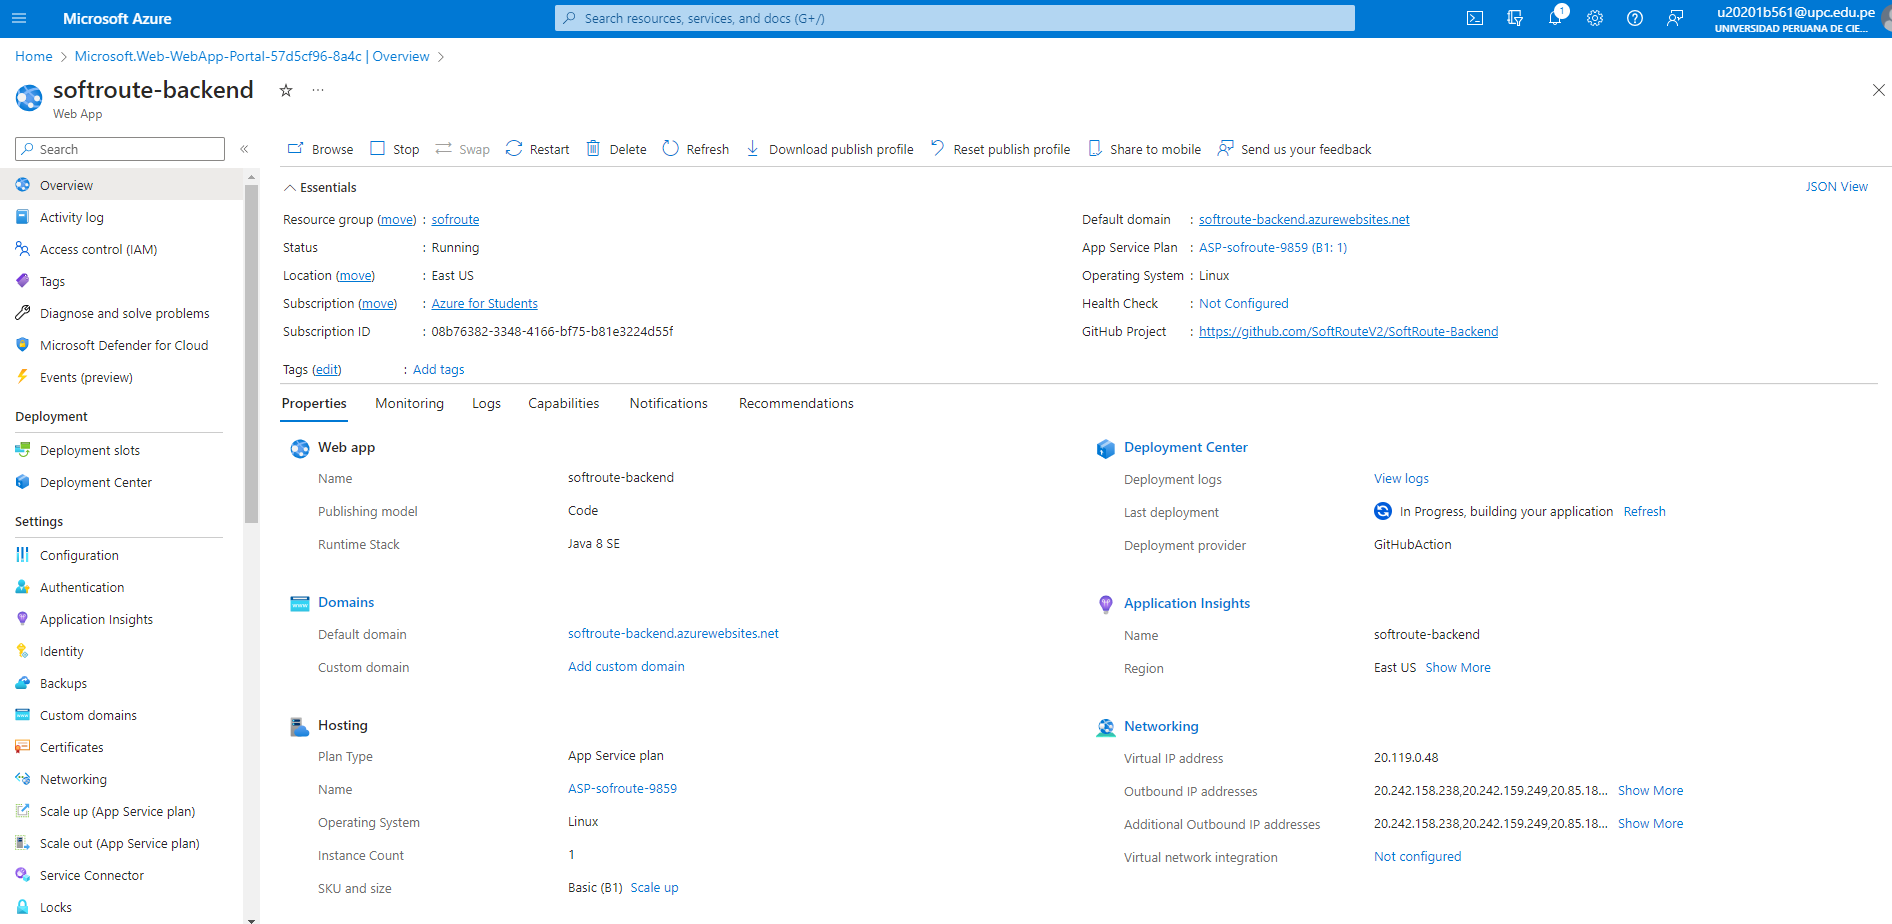 Microsoft Azure
Search resources, services, and docs (G+/)
1
u20201b561@upc.edu.pe
UNIVERSIDAD PERUANA DE CIE...
Home > Microsoft.Web-WebApp-Portal-57d5cf96-8a4c | Overview >
softroute-backend
Web App
Search
Overview
Activity log
Access control (IAM)
Tags
Diagnose and solve problems
Microsoft Defender for Cloud
Events (preview)
Deployment
Deployment slots
Deployment Center
Settings
Configuration
Authentication
Application Insights
Identity
Backups
Custom domains
Certificates
Networking
Scale up (App Service plan)
Scale out (App Service plan)
Service Connector
Locks
Browse Stop Swap Restart Delete Refresh Download publish profile Reset publish profile Share to mobile Send us your feedback
Essentials
JSON View
Resource group (move) : sofroute
Status : Running
Location (move) : East US
Subscription (move) : Azure for Students
Subscription ID : 08b76382-3348-4166-bf75-b81e3224d55f
Default domain : softroute-backend.azurewebsites.net
App Service Plan : ASP-sofroute-9859 (B1: 1)
Operating System : Linux
Health Check : Not Configured
GitHub Project : https://github.com/SoftRouteV2/SoftRoute-Backend
Tags (edit) : Add tags
Properties Monitoring Logs Capabilities Notifications Recommendations
Web app
Name softroute-backend
Publishing model Code
Runtime Stack Java 8 SE
Domains
Default domain softroute-backend.azurewebsites.net
Custom domain Add custom domain
Hosting
Plan Type App Service plan
Name ASP-sofroute-9859
Operating System Linux
Instance Count 1
SKU and size Basic (B1) Scale up
Deployment Center
Deployment logs View logs
Last deployment In Progress, building your application Refresh
Deployment provider GitHubAction
Application Insights
Name softroute-backend
Region East US Show More
Networking
Virtual IP address 20.119.0.48
Outbound IP addresses 20.242.158.238,20.242.159.249,20.85.18... Show More
Additional Outbound IP addresses 20.242.158.238,20.242.159.249,20.85.18... Show More
Virtual network integration Not configured